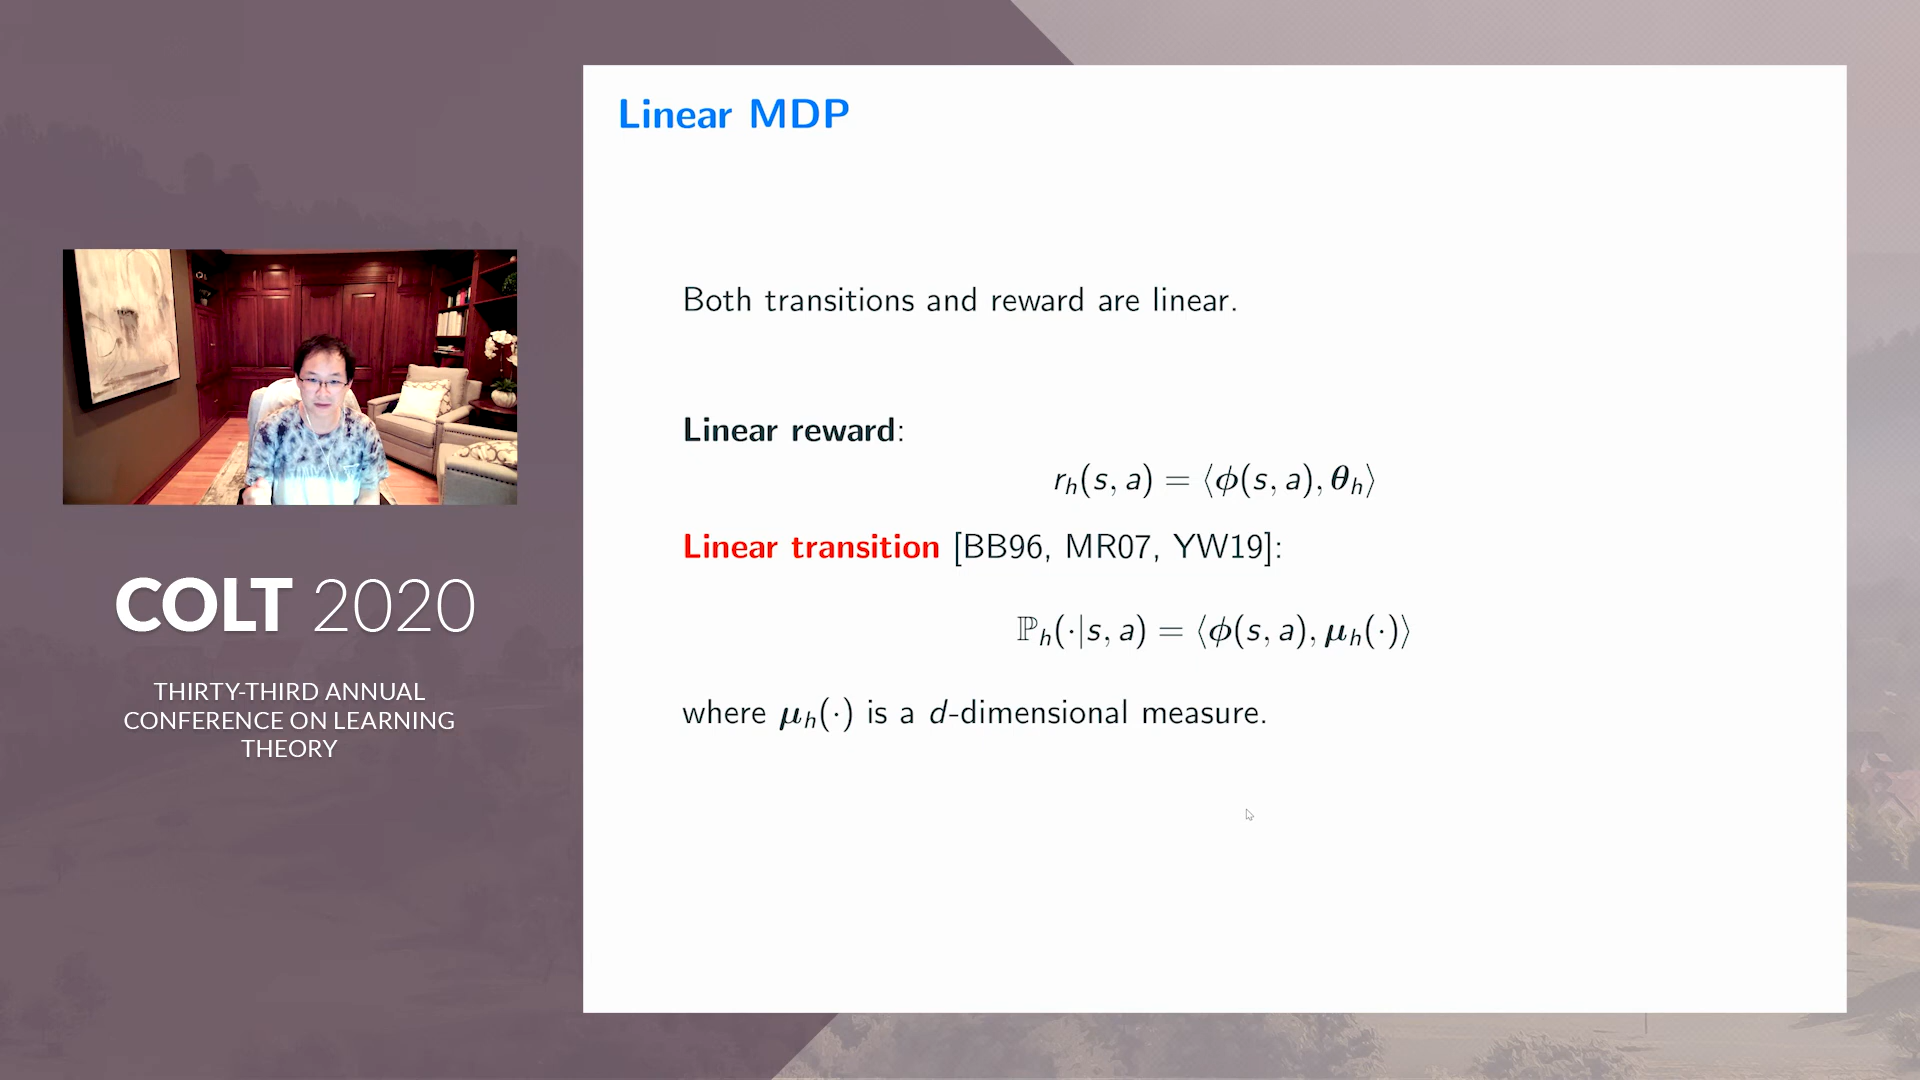 Linear MDP
Both transitions and reward are linear.
Linear reward:
r_h(s, a) = ⟨ϕ(s, a), θ_h⟩
Linear transition [BB96, MR07, YW19]:
ℙ_h(·|s, a) = ⟨ϕ(s, a), μ_h(·)⟩
where μ_h(·) is a d-dimensional measure.
COLT 2020
THIRTY-THIRD ANNUAL
CONFERENCE ON LEARNING
THEORY